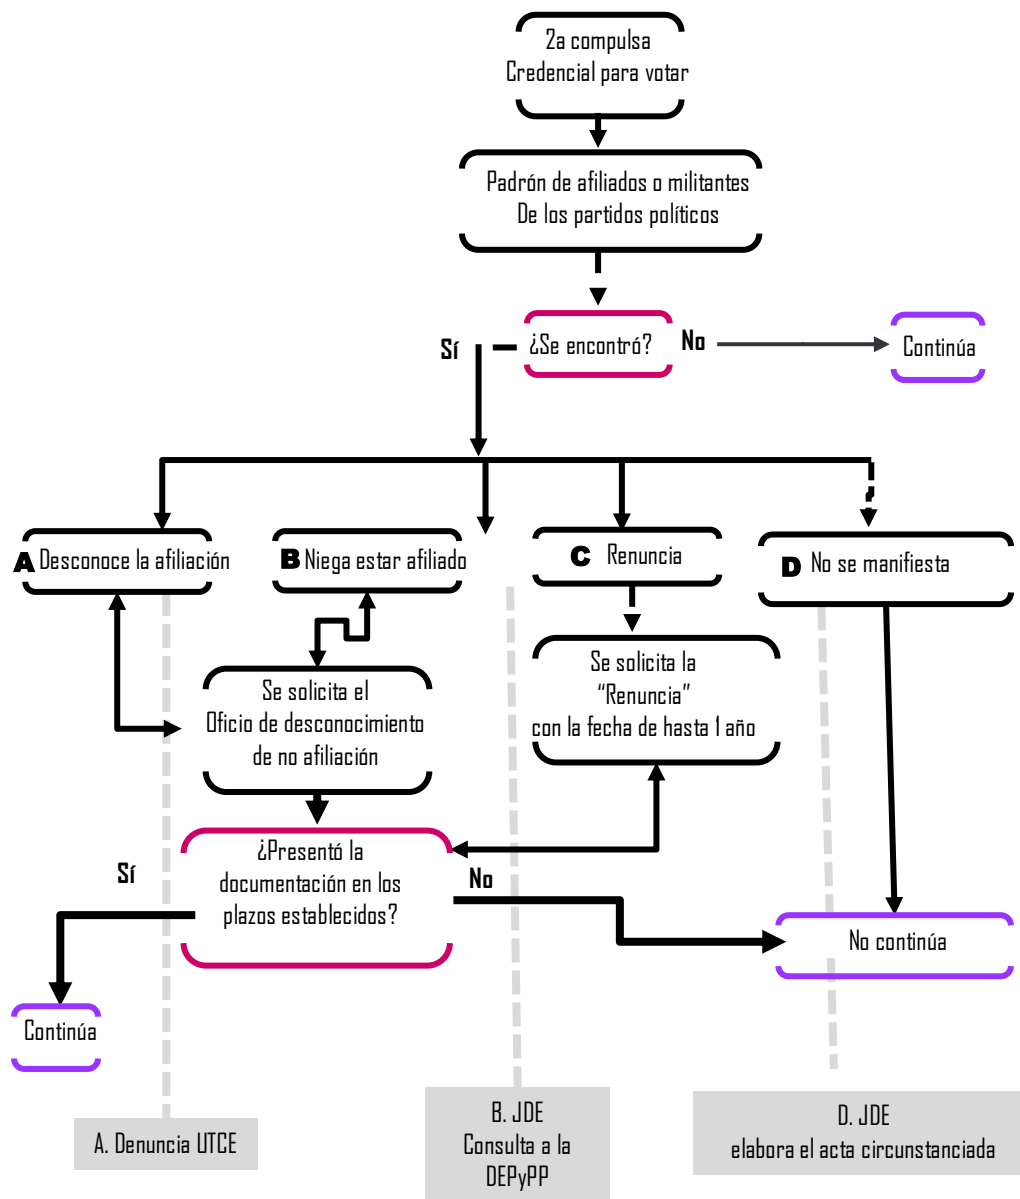 2a compulsa
Credencial para votar
Padrón de afiliados o militantes
De los partidos políticos
¿Se encontró?
Sí
No
Continúa
A Desconoce la afiliación
B Niega estar afiliado
C Renuncia
D No se manifiesta
Se solicita el
Oficio de desconocimiento
de no afiliación
Se solicita la
“Renuncia”
con la fecha de hasta 1 año
¿Presentó la
documentación en los
plazos establecidos?
Sí
No
No continúa
Continúa
A. Denuncia UTCE
B. JDE
Consulta a la
DEPyPP
D. JDE
elabora el acta circunstanciada